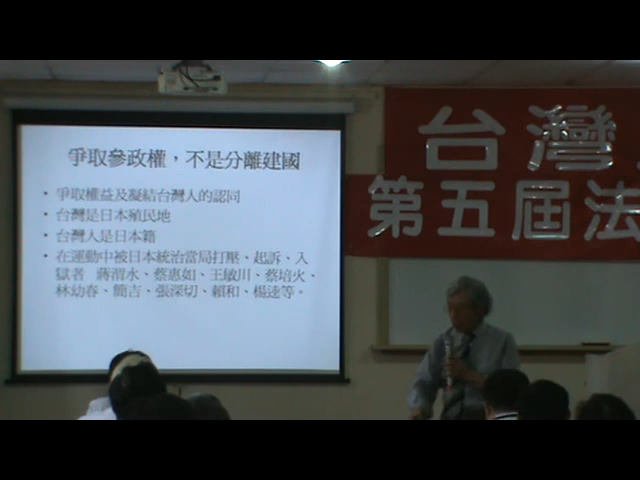 爭取參政權，不是分離建國
• 爭取權益及凝結台灣人的認同
• 台灣是日本殖民地
• 台灣人是日本籍
• 在運動中被日本統治當局打壓、起訴、入
獄者 蔣渭水、蔡惠如、王敏川、蔡培火、
林幼春、簡吉、張深切、賴和、楊逵等。
台灣
第五屆法